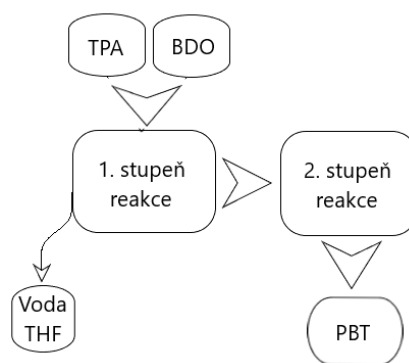 TPA
BDO
1. stupeň
reakce
2. stupeň
reakce
Voda
THF
PBT